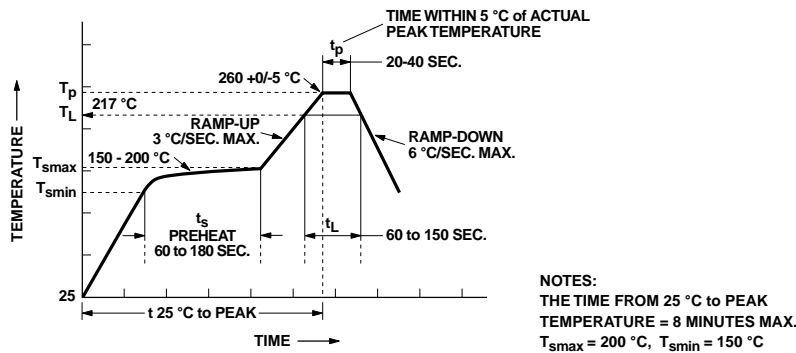 TIME WITHIN 5 °C of ACTUAL
PEAK TEMPERATURE
tp
20-40 SEC.
260 +0/-5 °C
Tp
217 °C
TL
RAMP-UP
3 °C/SEC. MAX.
RAMP-DOWN
6 °C/SEC. MAX.
150 - 200 °C
Tsmax
Tsmin
TEMPERATURE
ts
PREHEAT
60 to 180 SEC.
tL
60 to 150 SEC.
25
t 25 °C to PEAK
TIME
NOTES:
THE TIME FROM 25 °C to PEAK
TEMPERATURE = 8 MINUTES MAX.
Tsmax = 200 °C, Tsmin = 150 °C